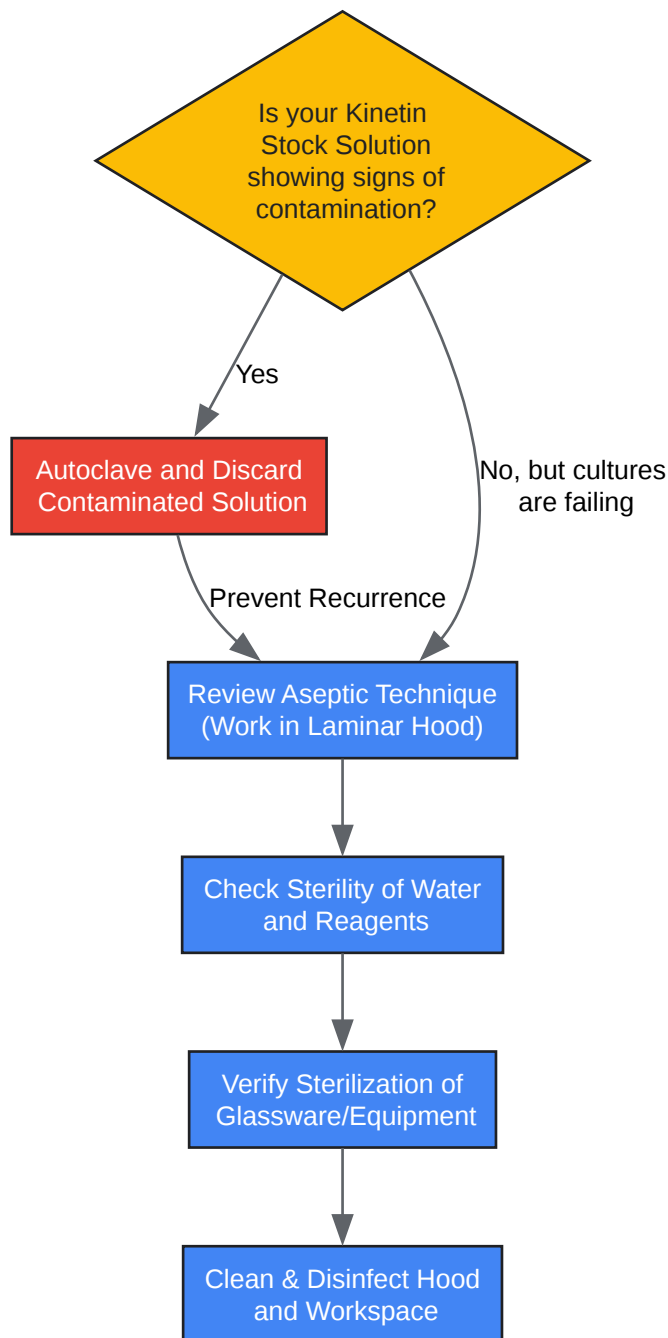 Is your Kinetin
Stock Solution
showing signs of
contamination?
Yes
Autoclave and Discard
Contaminated Solution
No, but cultures
are failing
Prevent Recurrence
Review Aseptic Technique
(Work in Laminar Hood)
Check Sterility of Water
and Reagents
Verify Sterilization of
Glassware/Equipment
Clean & Disinfect Hood
and Workspace